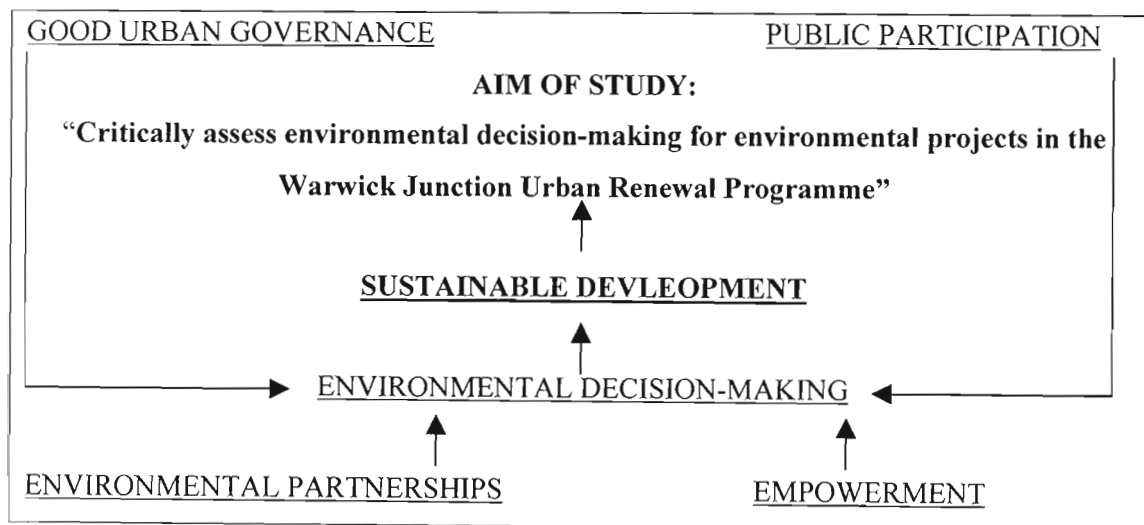 GOOD URBAN GOVERNANCE PUBLIC PARTICIPATION
AIM OF STUDY:
“Critically assess environmental decision-making for environmental projects in the
Warwick Junction Urban Renewal Programme”
SUSTAINABLE DEVLEOPMENT
ENVIRONMENTAL DECISION-MAKING
ENVIRONMENTAL PARTNERSHIPS EMPOWERMENT